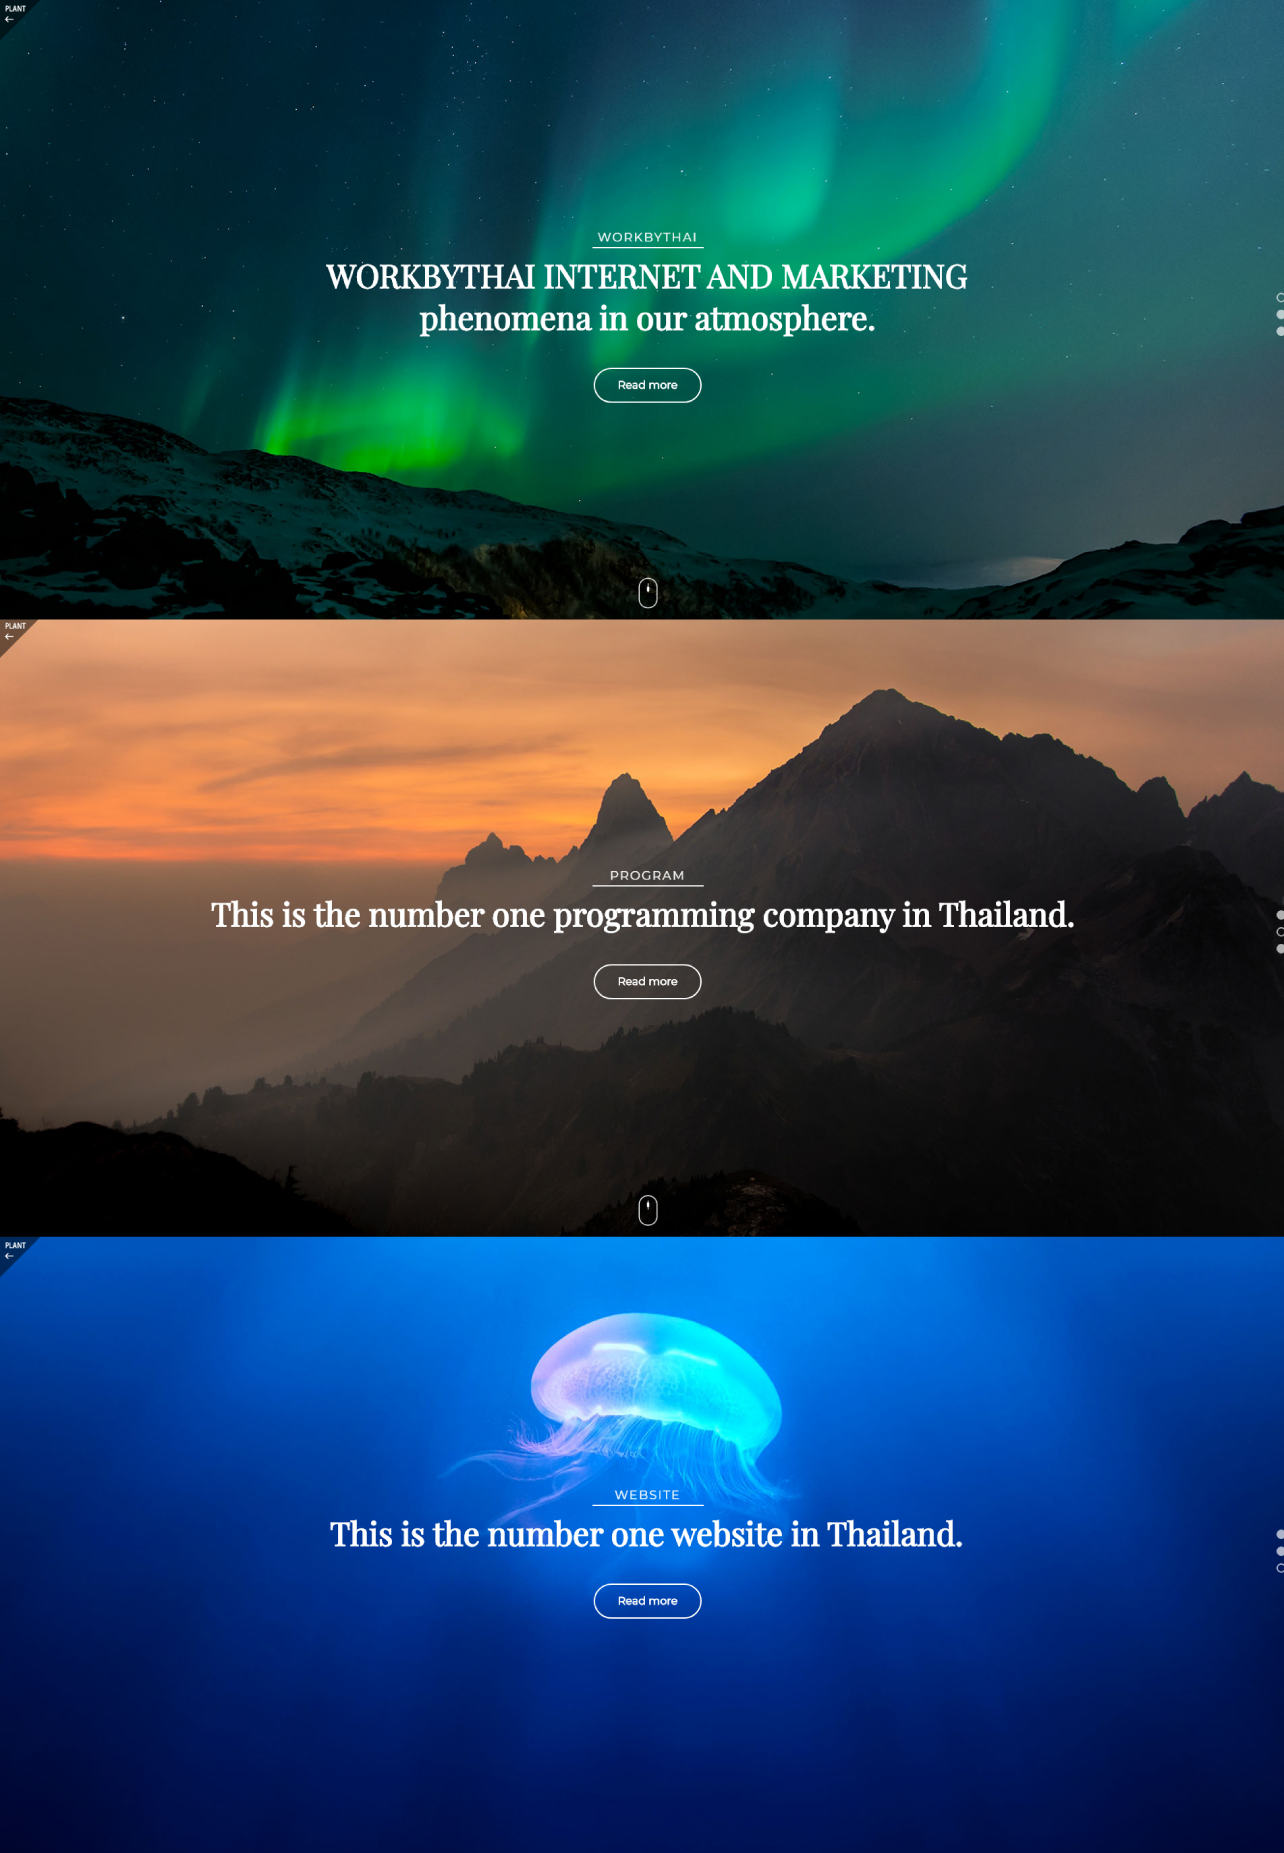 PLANT
WORKBYTHAI
WORKBYTHAI INTERNET AND MARKETING
phenomena in our atmosphere.
Read more
PLANT
PROGRAM
This is the number one programming company in Thailand.
Read more
PLANT
WEBSITE
This is the number one website in Thailand.
Read more